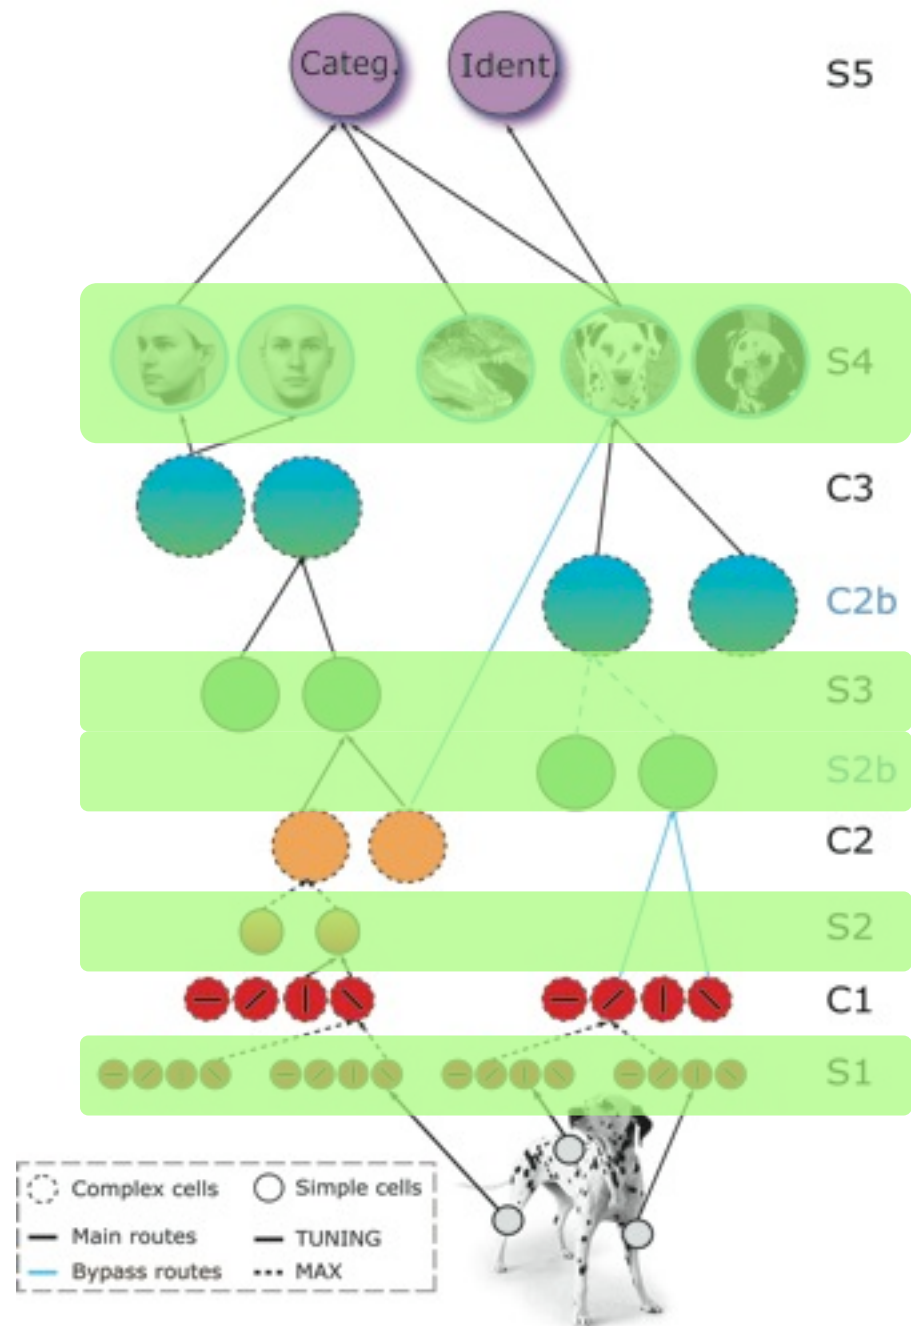 Categ.
Ident.
S5
S4
C3
C2b
S3
S2b
C2
S2
C1
S1
Complex cells
Simple cells
Main routes
TUNING
Bypass routes
MAX